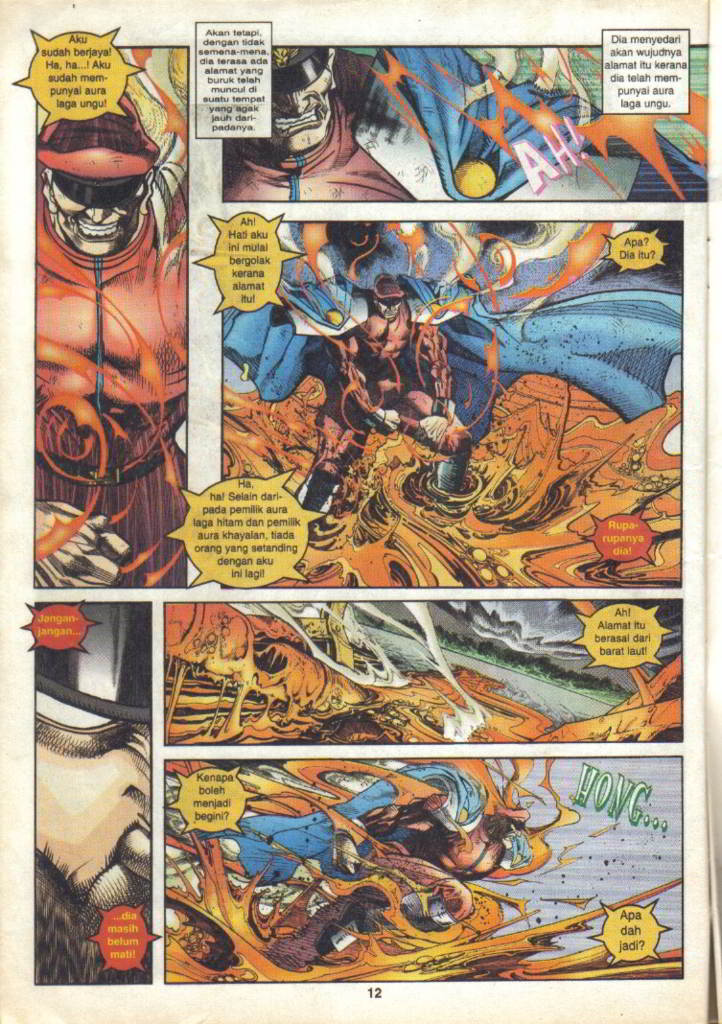 Aku
sudah berjaya!
Ha, ha...! Aku
sudah mem-
punyai aura
laga ungu!
Akan tetapi,
dengan tidak
semena-mena,
dia terasa ada
alamat yang
buruk telah
muncul di
suatu tempat
yang agak
jauh dari-
padanya.
Dia menyedari
akan wujudnya
alamat itu kerana
dia telah mem-
punyai aura
laga ungu.
AH!
Ah!
Hati aku
ini mulai
bergolak
kerana
alamat
itu!
Apa?
Dia itu?
Ha,
ha! Selain dari-
pada pemilik aura
laga hitam dan pemilik
aura khayalan, tiada
orang yang setanding
dengan aku
ini lagi!
Rupa-
rupanya
dia!
Jangan-
jangan...
...dia
masih
belum
mati!
Ah!
Alamat itu
berasal dari
barat laut!
Kenapa
boleh
menjadi
begini?
HONG...
Apa
dah
jadi?
12